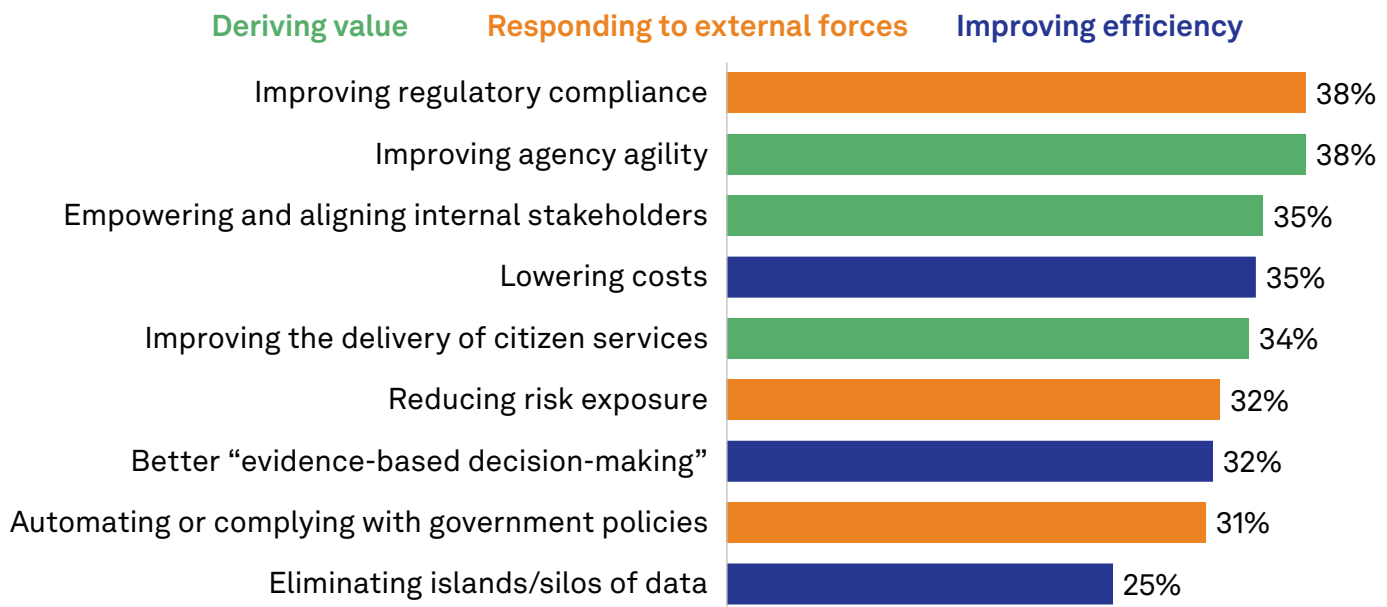 Deriving value Responding to external forces Improving efficiency
Improving regulatory compliance 38%
Improving agency agility 38%
Empowering and aligning internal stakeholders 35%
Lowering costs 35%
Improving the delivery of citizen services 34%
Reducing risk exposure 32%
Better “evidence-based decision-making” 32%
Automating or complying with government policies 31%
Eliminating islands/silos of data 25%